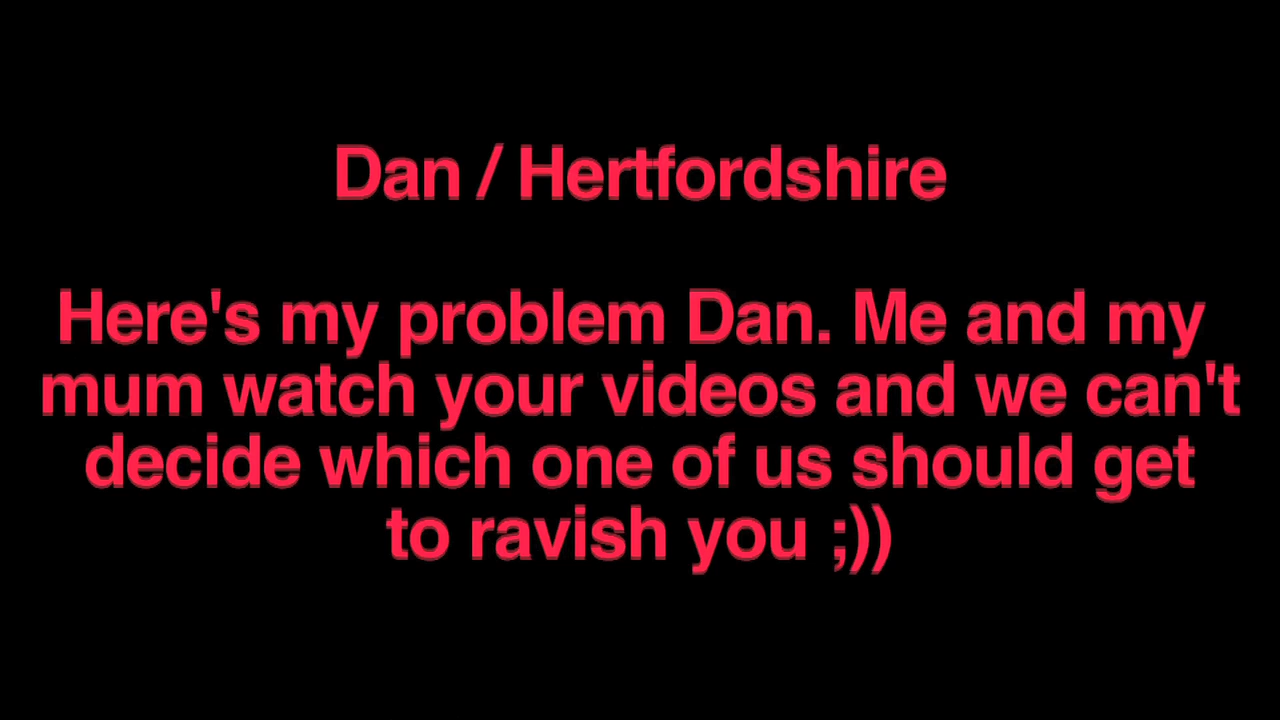 Dan / Hertfordshire
Here's my problem Dan. Me and my
mum watch your videos and we can't
decide which one of us should get
to ravish you ;))